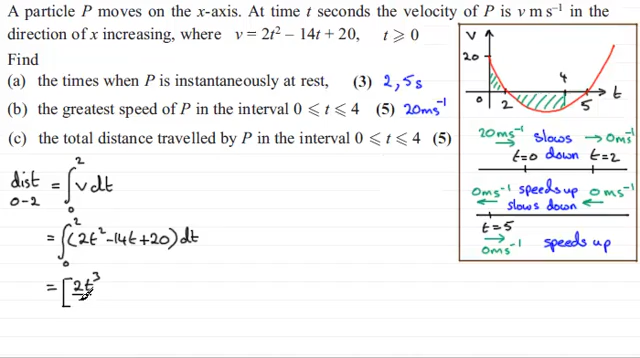 A particle P moves on the x-axis. At time t seconds the velocity of P is v m s⁻¹ in the
direction of x increasing, where v = 2t² − 14t + 20, t ⩾ 0
Find
(a) the times when P is instantaneously at rest, (3) 2, 5s
(b) the greatest speed of P in the interval 0 ⩽ t ⩽ 4 (5) 20ms⁻¹
(c) the total distance travelled by P in the interval 0 ⩽ t ⩽ 4 (5)
dist 0-2 = ∫₀² v dt
= ∫₀² (2t² - 14t + 20) dt
= [2t³
V
20
4
0 2 5 t
20ms⁻¹ → slows down → 0ms⁻¹
t=0 t=2
0ms⁻¹ ← speeds up slows down 0ms⁻¹ ←
t=5
→ 0ms⁻¹ speeds up